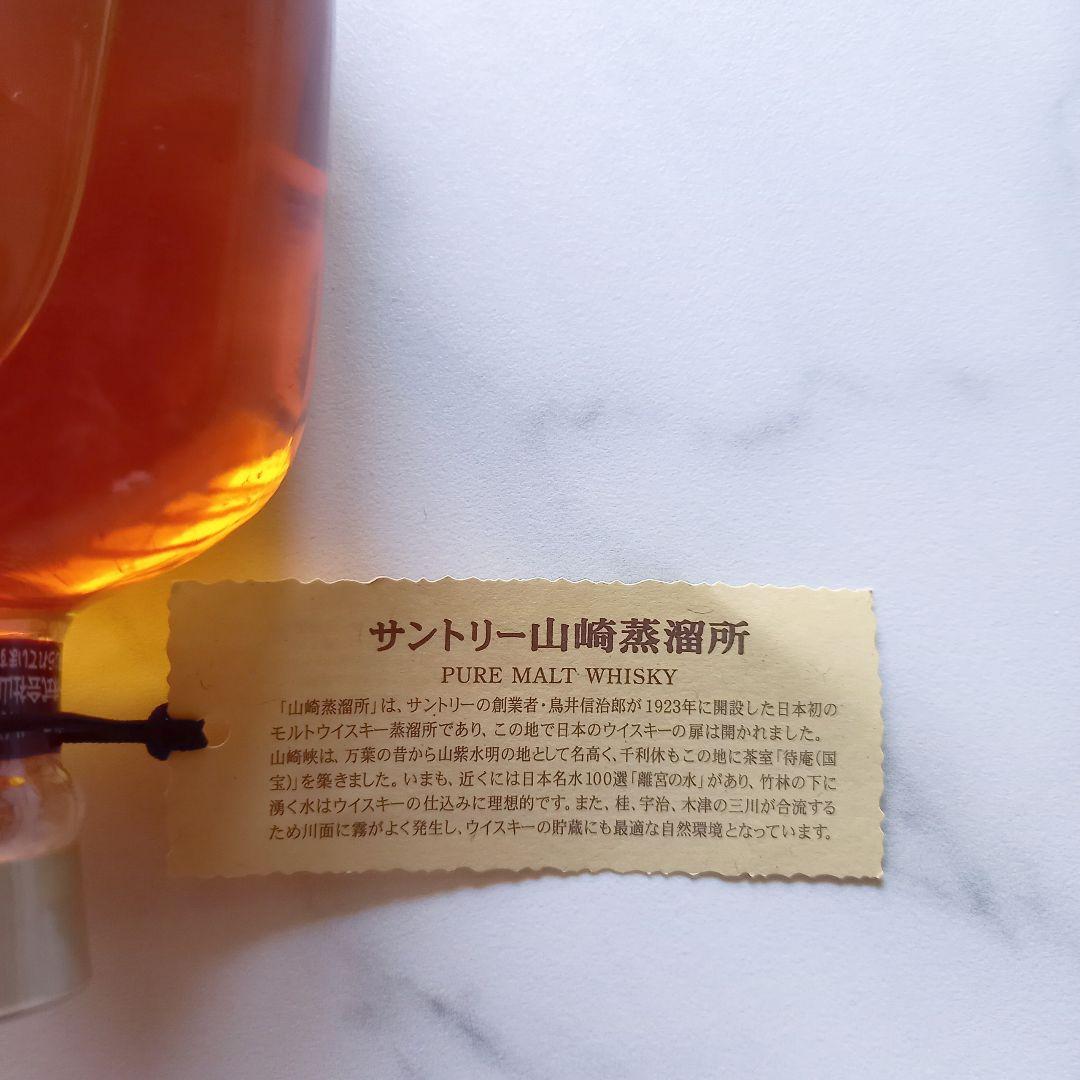 サントリー山崎蒸溜所
PURE MALT WHISKY
「山崎蒸溜所」は、サントリーの創業者・鳥井信治郎が1923年に開設した日本初の
モルトウイスキー蒸溜所であり、この地で日本のウイスキーの扉は開かれました。
山崎峡は、万葉の昔から山紫水明の地として名高く、千利休もこの地に茶室「待庵(国
宝)」を築きました。いまも、近くには日本名水100選「離宮の水」があり、竹林の下に
湧く水はウイスキーの仕込みに理想的です。また、桂、宇治、木津の三川が合流する
ため川面に霧がよく発生し、ウイスキーの貯蔵にも最適な自然環境となっています。